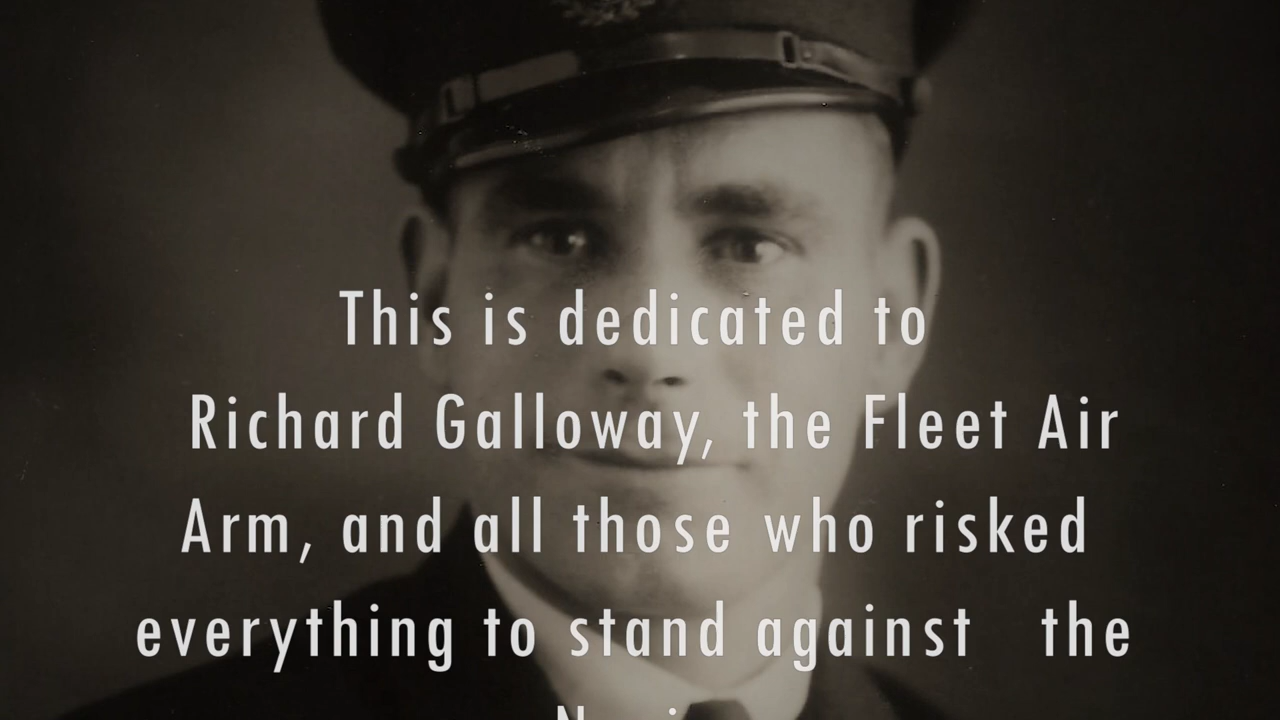 This is dedicated to
Richard Galloway, the Fleet Air
Arm, and all those who risked
everything to stand against the